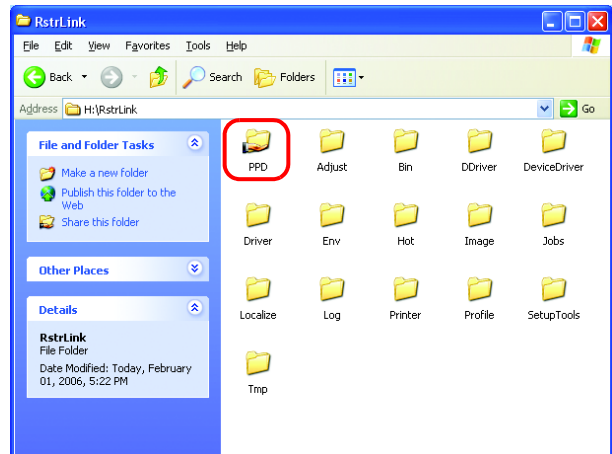 RstrLink
File Edit View Favorites Tools Help
Back Search Folders
Address H:\RstrLink Go
File and Folder Tasks
Make a new folder
Publish this folder to the
Web
Share this folder
Other Places
Details
RstrLink
File Folder
Date Modified: Today, February
01, 2006, 5:22 PM
PPD Adjust Bin DDriver DeviceDriver
Driver Env Hot Image Jobs
Localize Log Printer Profile SetupTools
Tmp